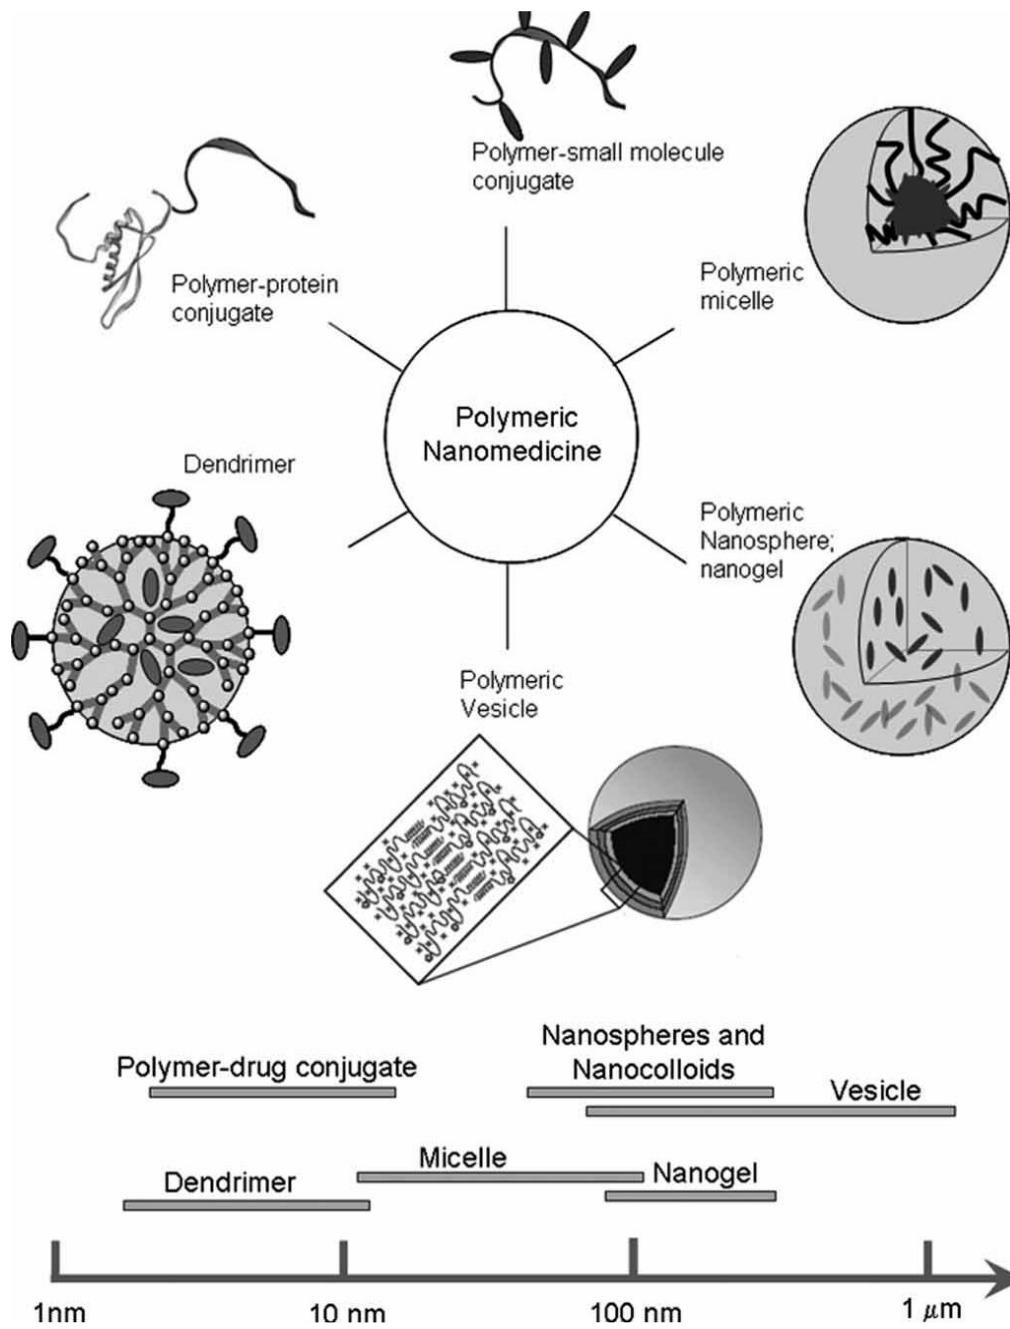 Polymer-small molecule
conjugate
Polymer-protein
conjugate
Polymeric
micelle
Polymeric
Nanomedicine
Dendrimer
Polymeric
Nanosphere;
nanogel
Polymeric
Vesicle
Nanospheres and
Nanocolloids
Polymer-drug conjugate
Vesicle
Micelle
Nanogel
Dendrimer
1nm
10 nm
100 nm
1 μm